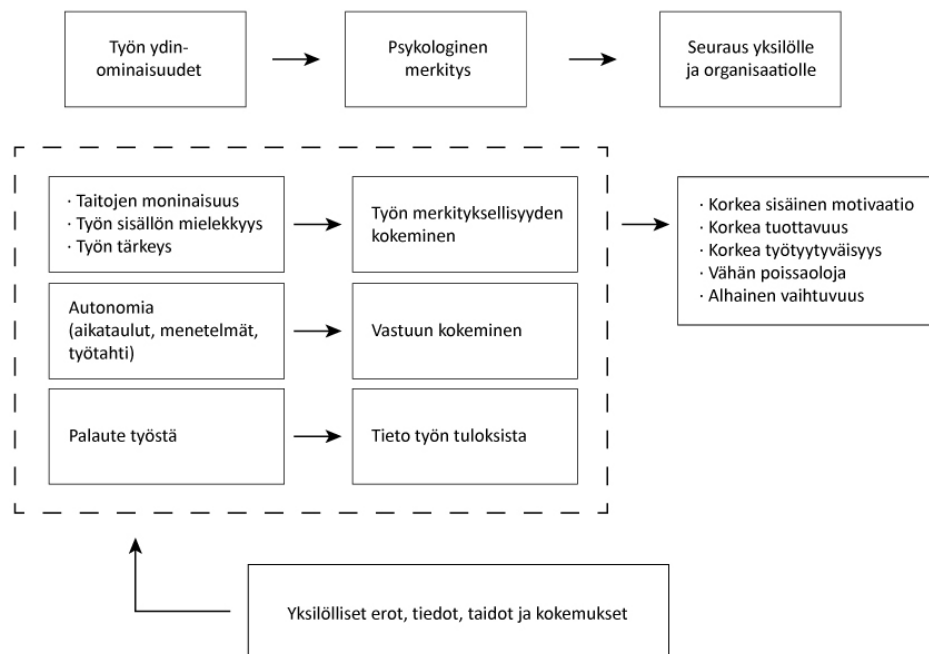 Työn ydin-
ominaisuudet
Psykologinen
merkitys
Seuraus yksilölle
ja organisaatiolle
· Taitojen moninaisuus
· Työn sisällön mielekkyys
· Työn tärkeys
Työn merkityksellisyyden
kokeminen
· Korkea sisäinen motivaatio
· Korkea tuottavuus
· Korkea työtyytyväisyys
· Vähän poissaoloja
· Alhainen vaihtuvuus
Autonomia
(aikataulut, menetelmät,
työtahti)
Vastuun kokeminen
Palaute työstä
Tieto työn tuloksista
Yksilölliset erot, tiedot, taidot ja kokemukset